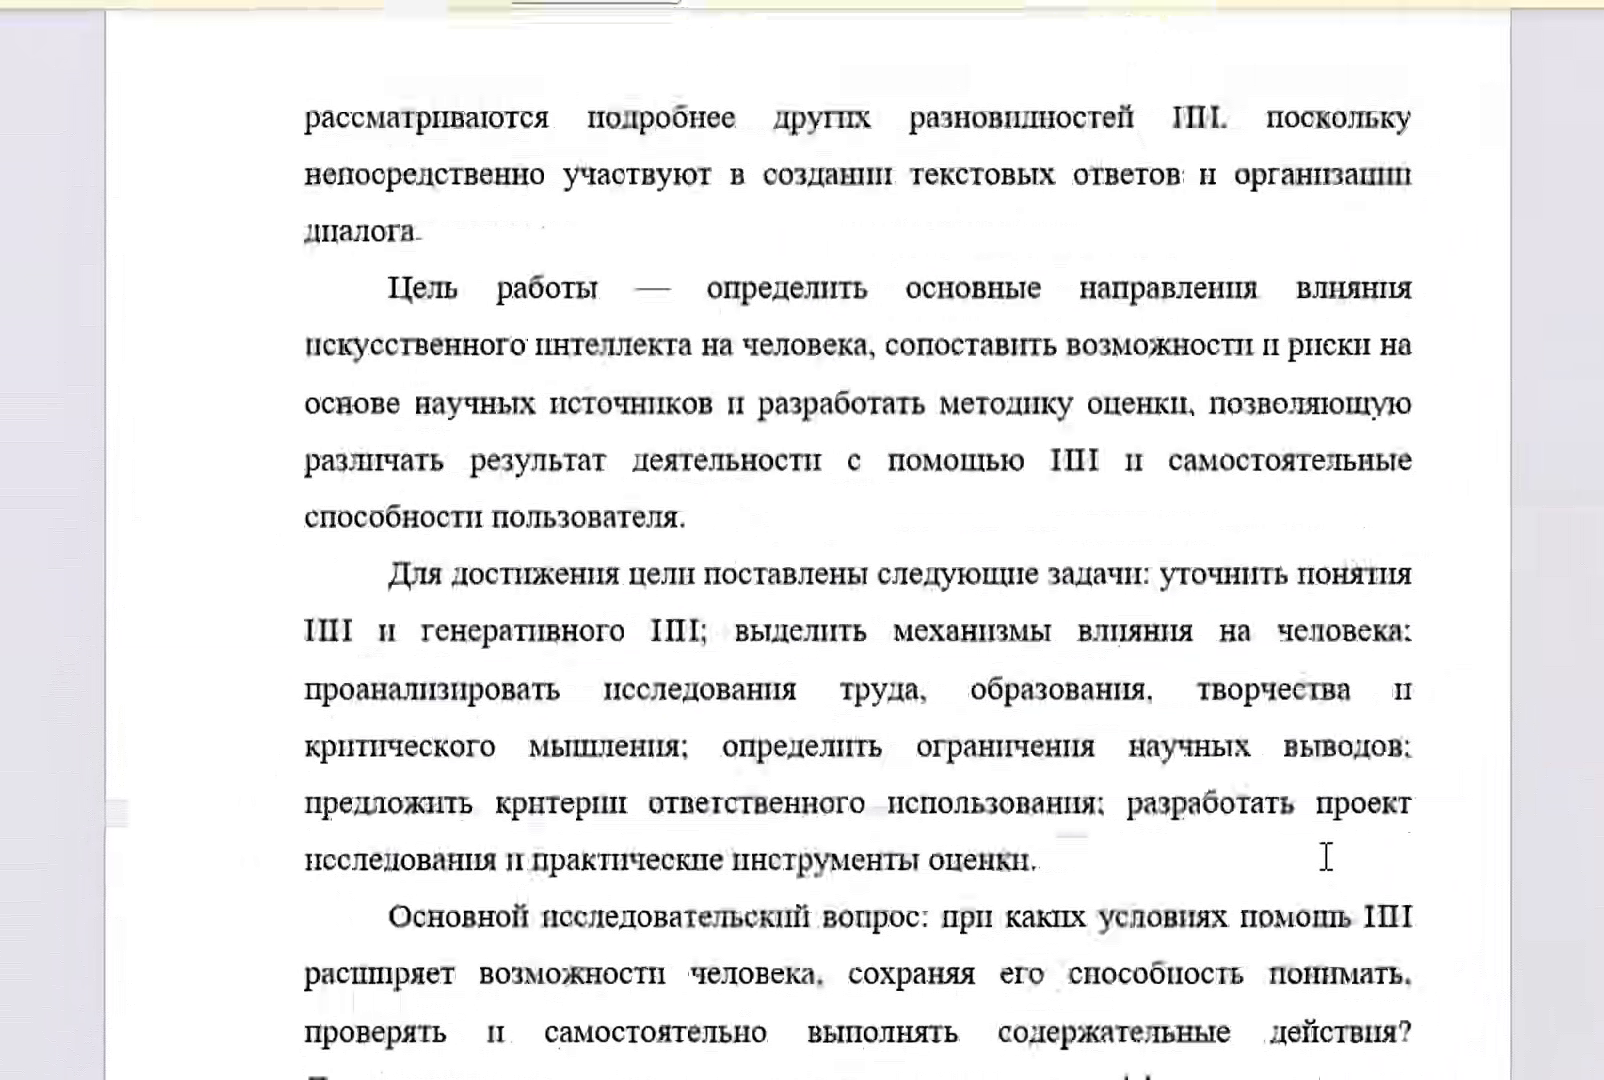 рассматриваются подробнее других разновидностей ИИ, поскольку
непосредственно участвуют в создании текстовых ответов и организации
диалога.
Цель работы — определить основные направления влияния
искусственного интеллекта на человека, сопоставить возможности и риски на
основе научных источников и разработать методику оценки, позволяющую
различать результат деятельности с помощью ИИ и самостоятельные
способности пользователя.
Для достижения цели поставлены следующие задачи: уточнить понятия
ИИ и генеративного ИИ; выделить механизмы влияния на человека;
проанализировать исследования труда, образования, творчества и
критического мышления; определить ограничения научных выводов;
предложить критерии ответственного использования; разработать проект
исследования и практические инструменты оценки.
Основной исследовательский вопрос: при каких условиях помощь ИИ
расширяет возможности человека, сохраняя его способность понимать,
проверять и самостоятельно выполнять содержательные действия?